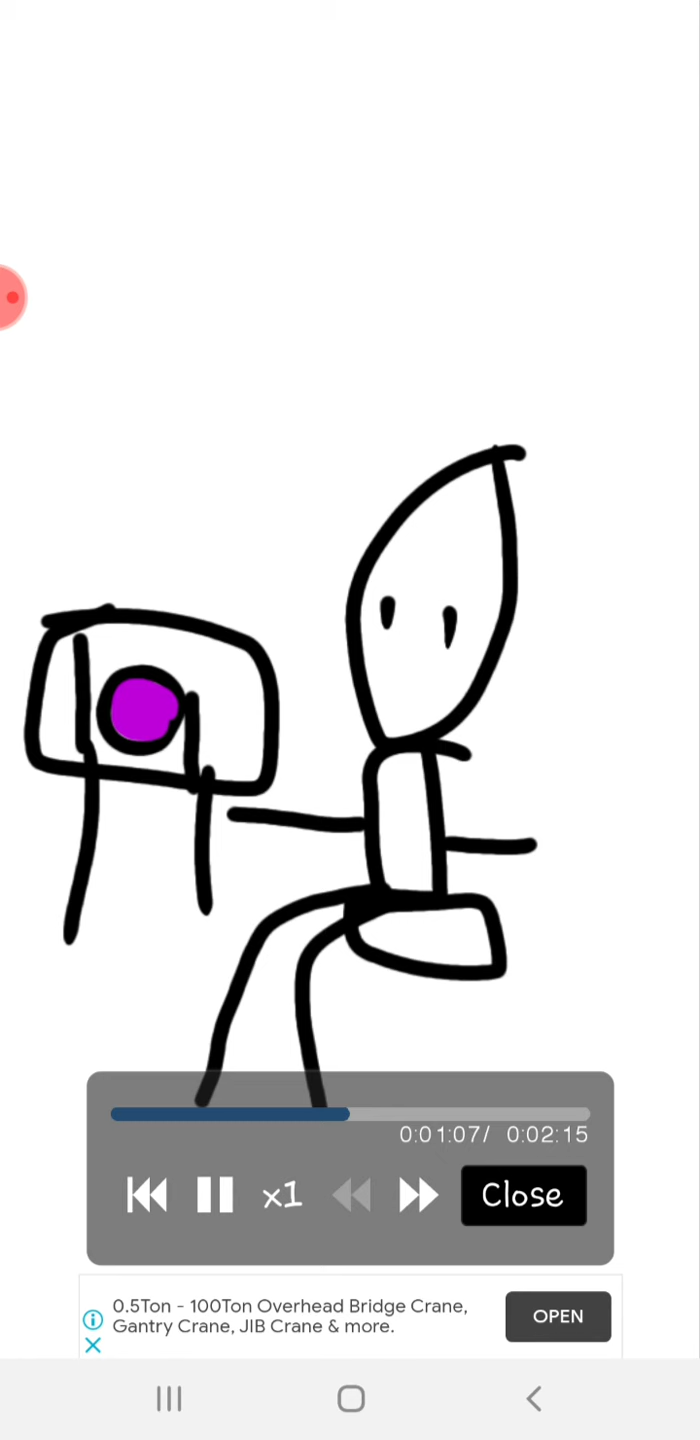 0:01:07/ 0:02:15
x1
Close
0.5Ton - 100Ton Overhead Bridge Crane,
Gantry Crane, JIB Crane & more.
OPEN